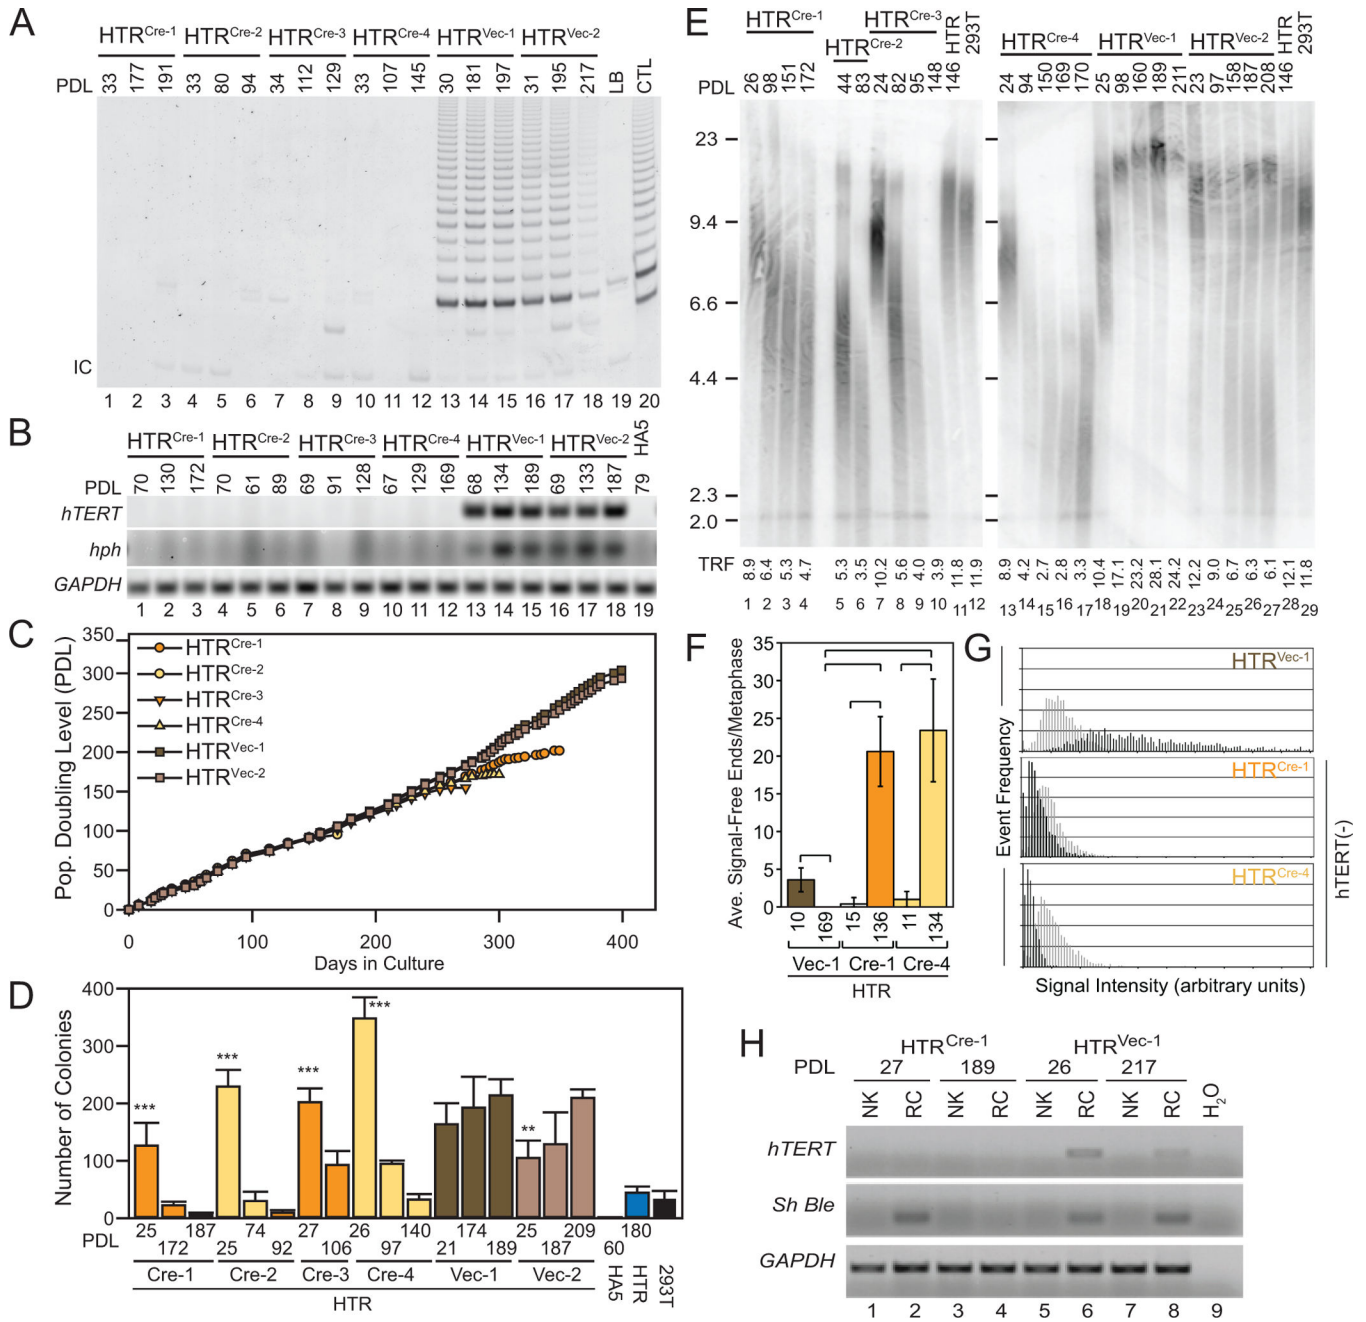 A
HTRCre-1 HTRCre-2 HTRCre-3 HTRCre-4 HTRVec-1 HTRVec-2
PDL 33 177 191 33 80 94 34 112 129 33 107 145 30 181 197 31 195 217 LB CTL
IC
1 2 3 4 5 6 7 8 9 10 11 12 13 14 15 16 17 18 19 20
B
HTRCre-1 HTRCre-2 HTRCre-3 HTRCre-4 HTRVec-1 HTRVec-2 HA5
PDL 70 130 172 70 61 89 69 91 128 67 129 169 68 134 189 69 133 187 79
hTERT
hph
GAPDH
1 2 3 4 5 6 7 8 9 10 11 12 13 14 15 16 17 18 19
C
Pop. Doubling Level (PDL)
350
300
250
200
150
100
50
0
HTRCre-1
HTRCre-2
HTRCre-3
HTRCre-4
HTRVec-1
HTRVec-2
0 100 200 300 400
Days in Culture
D
Number of Colonies
400
300
200
100
0
*** *** *** *** **
25 187 74 27 26 140 174 25 209 180
PDL 172 25 92 106 97 21 189 187 60
Cre-1 Cre-2 Cre-3 Cre-4 Vec-1 Vec-2 HA5 HTR 293T
HTR
E
HTRCre-1 HTRCre-2 HTRCre-3 HTR 293T
HTRCre-4 HTRVec-1 HTRVec-2 HTR 293T
PDL 26 98 151 172 44 83 24 82 95 148 146 24 94 150 169 170 25 98 160 189 211 23 97 158 187 208 146
23
9.4
6.6
4.4
2.3
2.0
TRF 8.9 6.4 5.3 4.7 5.3 3.5 10.2 5.6 4.0 3.9 11.8 11.9 8.9 4.2 2.7 2.8 3.3 10.4 17.1 23.2 28.1 24.2 12.2 9.0 6.7 6.3 6.1 12.1 11.8
1 2 3 4 5 6 7 8 9 10 11 12 13 14 15 16 17 18 19 20 21 22 23 24 25 26 27 28 29
F
Ave. Signal-Free Ends/Metaphase
35
30
25
20
15
10
5
0
10 169 15 136 11 134
Vec-1 Cre-1 Cre-4
HTR
G
HTRVec-1
HTRCre-1
HTRCre-4
Event Frequency
hTERT(-)
Signal Intensity (arbitrary units)
H
HTRCre-1 HTRVec-1
PDL 27 189 26 217
NK RC NK RC NK RC NK RC H2O
hTERT
Sh Ble
GAPDH
1 2 3 4 5 6 7 8 9